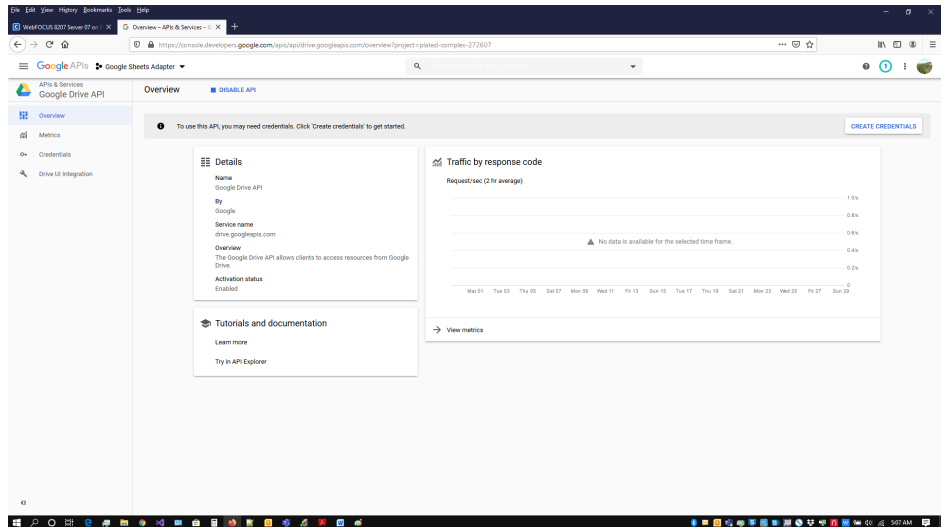 File Edit View History Bookmarks Tools Help
WebFOCUS 8207 Server 07 on
Overview – APIs & Services –
https://console.developers.google.com/apis/api/drive.googleapis.com/overview?project=plated-complex-272607
Google APIs
Google Sheets Adapter
1
APIs & Services
Google Drive API
Overview
DISABLE API
Overview
Metrics
Credentials
Drive UI Integration
To use this API, you may need credentials. Click 'Create credentials' to get started.
CREATE CREDENTIALS
Details
Name
Google Drive API
By
Google
Service name
drive.googleapis.com
Overview
The Google Drive API allows clients to access resources from Google
Drive.
Activation status
Enabled
Tutorials and documentation
Learn more
Try in API Explorer
Traffic by response code
Request/sec (2 hr average)
1.0/s
0.8/s
0.6/s
No data is available for the selected time frame.
0.4/s
0.2/s
0
Mar 01 Tue 03 Thu 05 Sat 07 Mon 09 Wed 11 Fri 13 Sun 15 Tue 17 Thu 19 Sat 21 Mon 23 Wed 25 Fri 27 Sun 29
View metrics
5:07 AM